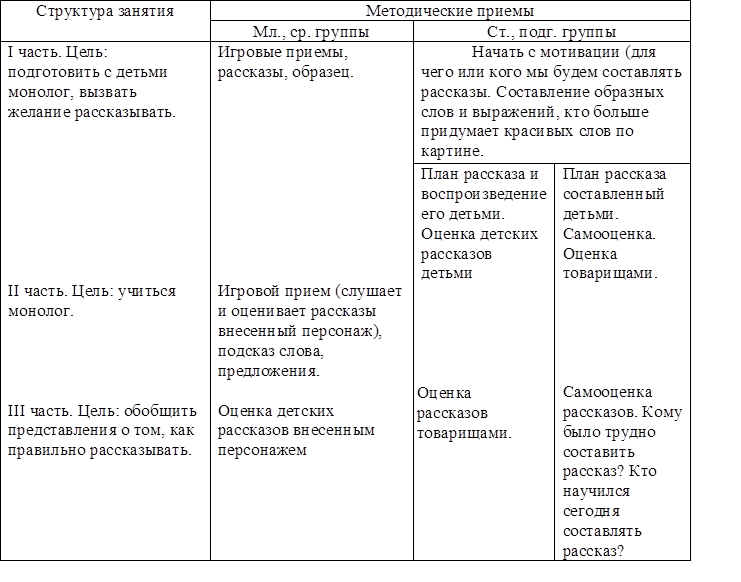 Структура занятия
Методические приемы
Мл., ср. группы
Ст., подг. группы
I часть. Цель:
подготовить с детьми
монолог, вызвать
желание рассказывать.
Игровые приемы,
рассказы, образец.
Начать с мотивации (для
чего или кого мы будем составлять
рассказы. Составление образных
слов и выражений, кто больше
придумает красивых слов по
картине.
План рассказа и
воспроизведение
его детьми.
Оценка детских
рассказов
детьми
План рассказа
составленный
детьми.
Самооценка.
Оценка
товарищами.
II часть. Цель: учиться
монолог.
Игровой прием (слушает
и оценивает рассказы
внесенный персонаж),
подсказ слова,
предложения.
III часть. Цель: обобщить
представления о том, как
правильно рассказывать.
Оценка детских
рассказов внесенным
персонажем
Оценка
рассказов
товарищами.
Самооценка
рассказов. Кому
было трудно
составить
рассказ? Кто
научился
сегодня
составлять
рассказ?